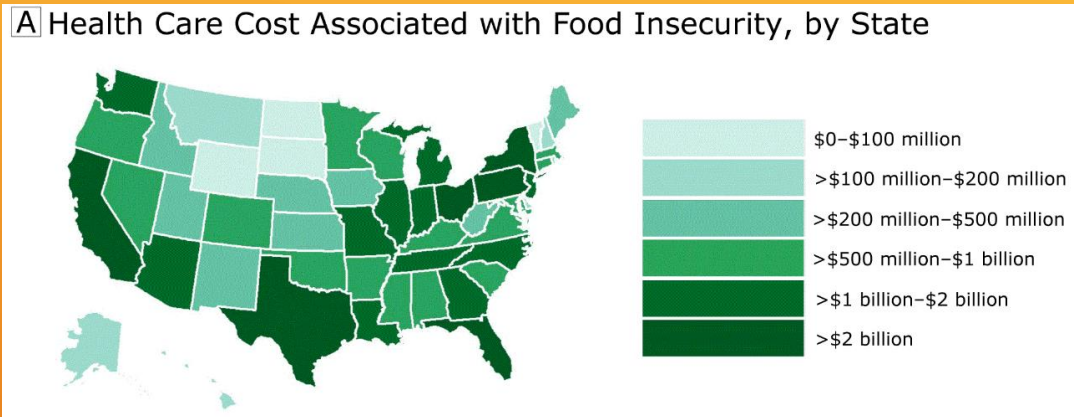 A Health Care Cost Associated with Food Insecurity, by State
$0–$100 million
>$100 million–$200 million
>$200 million–$500 million
>$500 million–$1 billion
>$1 billion–$2 billion
>$2 billion